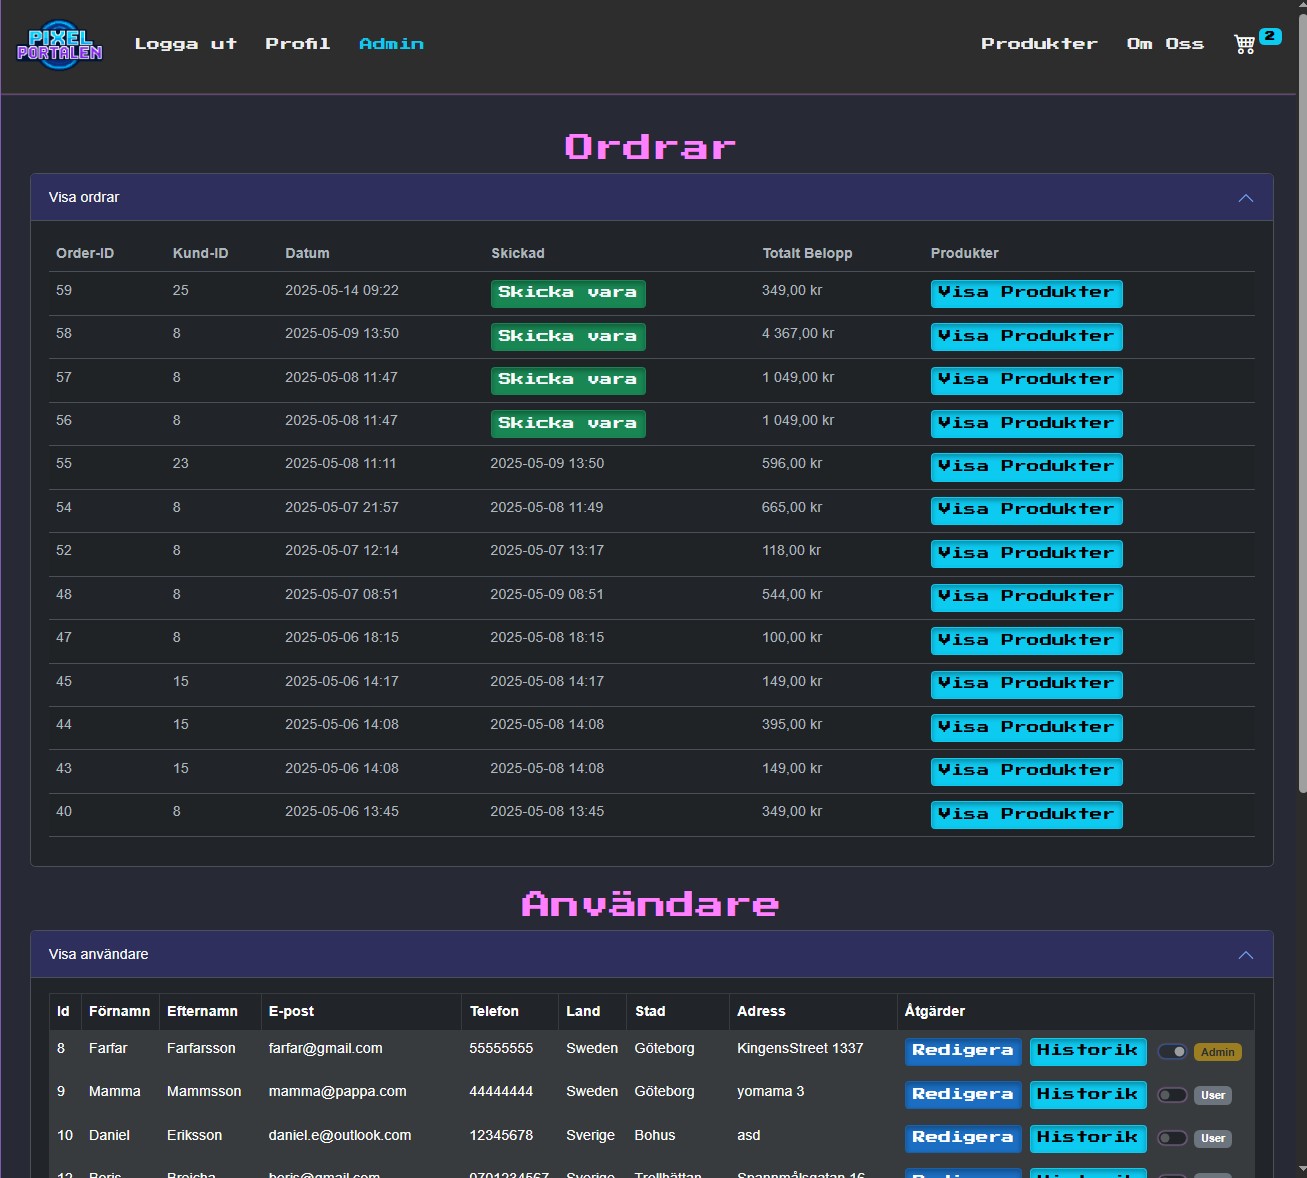 PIXEL
PORTALEN
Logga ut Profil Admin Produkter Om Oss 2
Ordrar
Visa ordrar
Order-ID Kund-ID Datum Skickad Totalt Belopp Produkter
59 25 2025-05-14 09:22 Skicka vara 349,00 kr Visa Produkter
58 8 2025-05-09 13:50 Skicka vara 4 367,00 kr Visa Produkter
57 8 2025-05-08 11:47 Skicka vara 1 049,00 kr Visa Produkter
56 8 2025-05-08 11:47 Skicka vara 1 049,00 kr Visa Produkter
55 23 2025-05-08 11:11 2025-05-09 13:50 596,00 kr Visa Produkter
54 8 2025-05-07 21:57 2025-05-08 11:49 665,00 kr Visa Produkter
52 8 2025-05-07 12:14 2025-05-07 13:17 118,00 kr Visa Produkter
48 8 2025-05-07 08:51 2025-05-09 08:51 544,00 kr Visa Produkter
47 8 2025-05-06 18:15 2025-05-08 18:15 100,00 kr Visa Produkter
45 15 2025-05-06 14:17 2025-05-08 14:17 149,00 kr Visa Produkter
44 15 2025-05-06 14:08 2025-05-08 14:08 395,00 kr Visa Produkter
43 15 2025-05-06 14:08 2025-05-08 14:08 149,00 kr Visa Produkter
40 8 2025-05-06 13:45 2025-05-08 13:45 349,00 kr Visa Produkter
Användare
Visa användare
Id Förnamn Efternamn E-post Telefon Land Stad Adress Åtgärder
8 Farfar Farfarsson farfar@gmail.com 55555555 Sweden Göteborg KingensStreet 1337 Redigera Historik Admin
9 Mamma Mammsson mamma@pappa.com 44444444 Sweden Göteborg yomama 3 Redigera Historik User
10 Daniel Eriksson daniel.e@outlook.com 12345678 Sverige Bohus asd Redigera Historik User
12 Boris Broicha boris@gmail.com 0701234567 Sverige Trollhättan Spannmålsgatan 16